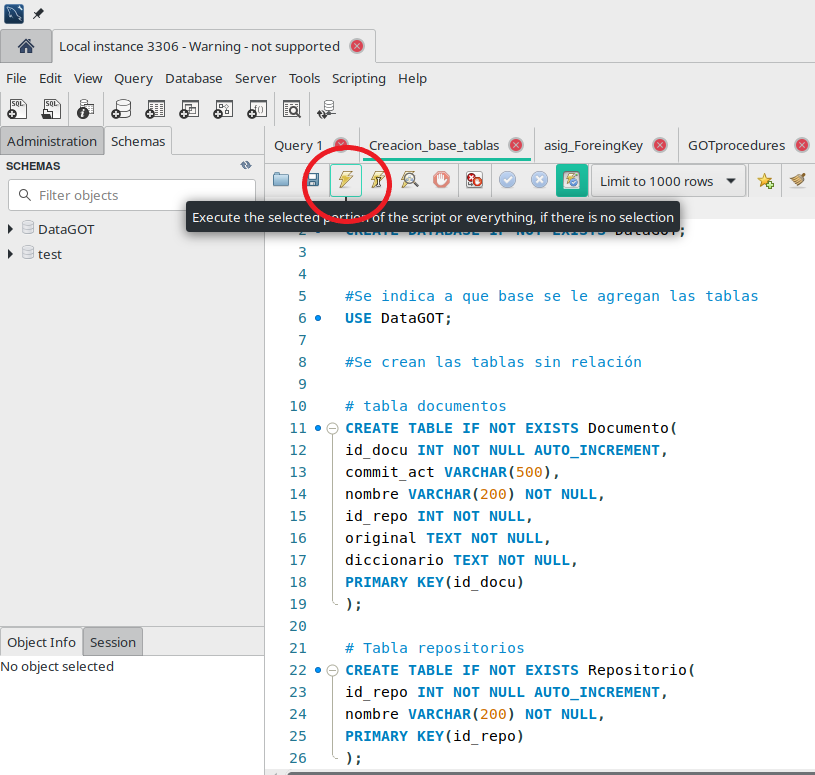 Local instance 3306 - Warning - not supported
File Edit View Query Database Server Tools Scripting Help
Administration Schemas
Query 1 Creacion_base_tablas asig_ForeingKey GOTprocedures
SCHEMAS
Limit to 1000 rows
Filter objects
Execute the selected portion of the script or everything, if there is no selection
DataGOT
test
2 CREATE DATABASE IF NOT EXISTS DataGOT;
3
4
5 #Se indica a que base se le agregan las tablas
6 USE DataGOT;
7
8 #Se crean las tablas sin relación
9
10 # tabla documentos
11 CREATE TABLE IF NOT EXISTS Documento(
12 id_docu INT NOT NULL AUTO_INCREMENT,
13 commit_act VARCHAR(500),
14 nombre VARCHAR(200) NOT NULL,
15 id_repo INT NOT NULL,
16 original TEXT NOT NULL,
17 diccionario TEXT NOT NULL,
18 PRIMARY KEY(id_docu)
19 );
20
21 # Tabla repositorios
22 CREATE TABLE IF NOT EXISTS Repositorio(
23 id_repo INT NOT NULL AUTO_INCREMENT,
24 nombre VARCHAR(200) NOT NULL,
25 PRIMARY KEY(id_repo)
26 );
Object Info Session
No object selected